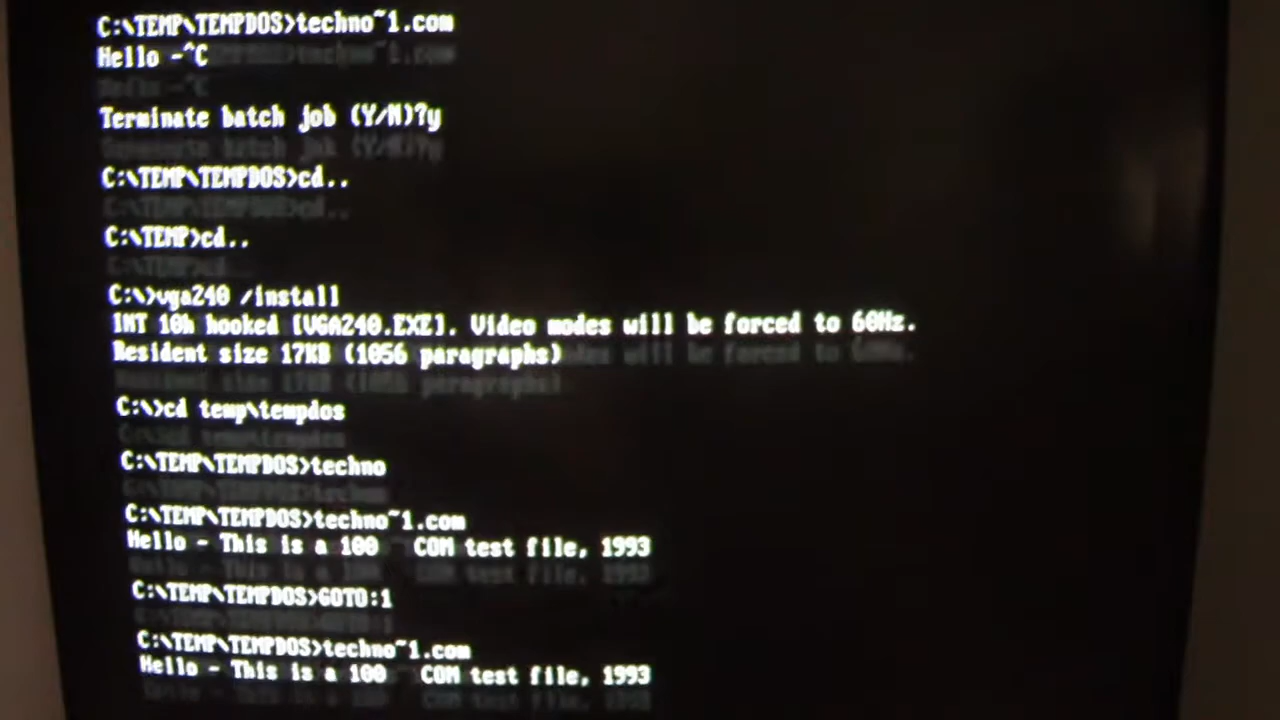 C:\TEMP\TEMPDOS>techno~1.com
Hello -^C
Terminate batch job (Y/N)?y
C:\TEMP\TEMPDOS>cd..
C:\TEMP>cd..
C:\>vga240 /install
INT 10h hooked [VGA240.EXE]. Video modes will be forced to 60Hz.
Resident size 17KB (1056 paragraphs)
C:\>cd temp\tempdos
C:\TEMP\TEMPDOS>techno
C:\TEMP\TEMPDOS>techno~1.com
Hello - This is a 100   COM test file, 1993
C:\TEMP\TEMPDOS>GOTO:1
C:\TEMP\TEMPDOS>techno~1.com
Hello - This is a 100   COM test file, 1993